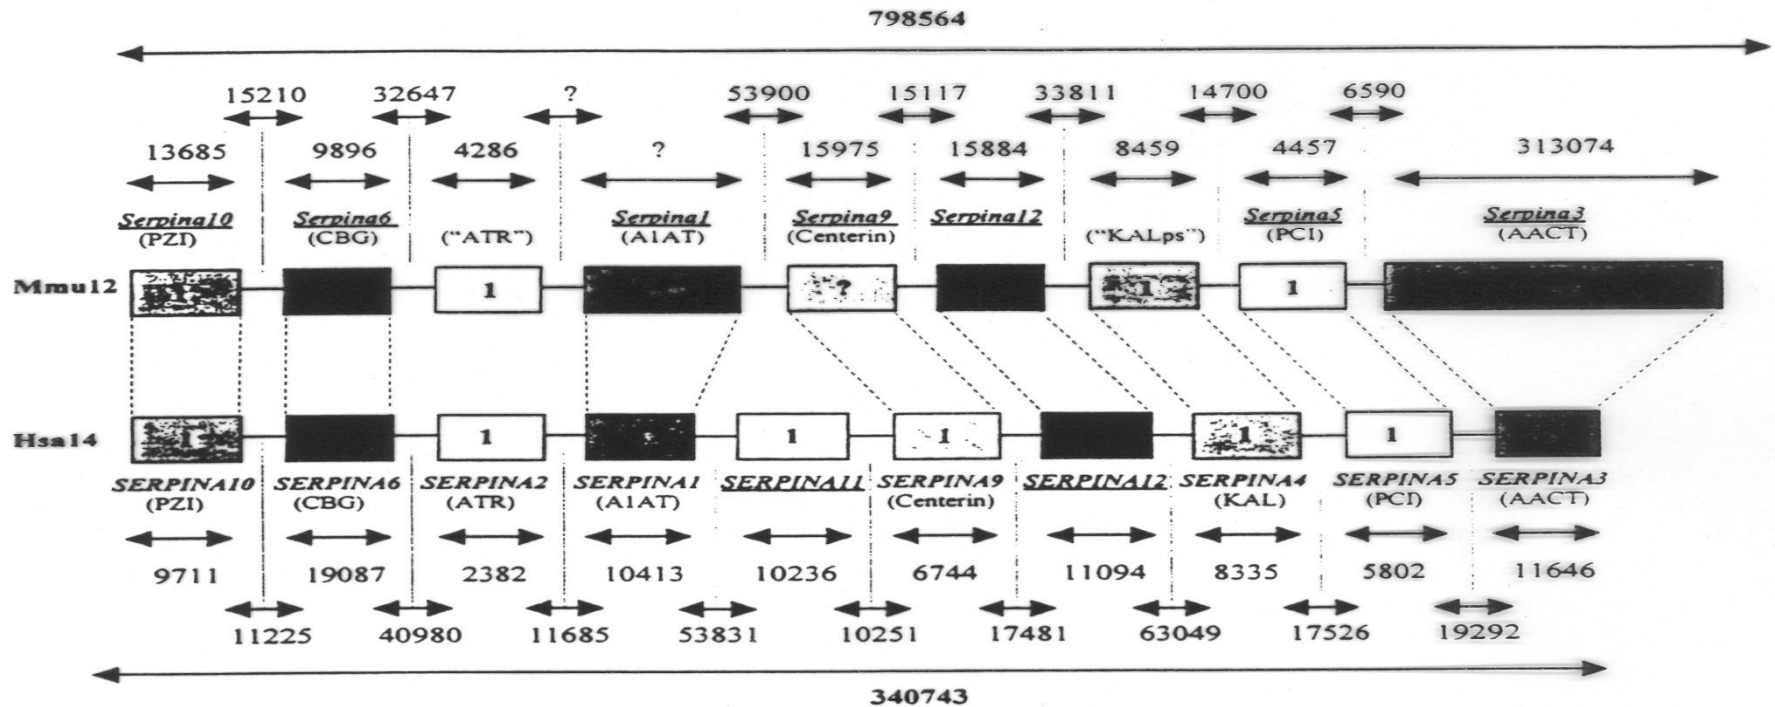 798564
15210 32647 ? 53900 15117 33811 14700 6590
13685 9896 4286 ? 15975 15884 8459 4457 313074
Serpina10 Serpina6 Serpina1 Serpina9 Serpina12 Serpina5 Serpina3
(PZI) (CBG) ("ATR") (A1AT) (Centerin) ("KALps") (PCI) (AACT)
Mmu12 1 ? 1 1
Hsa14 1 1 1 1 1 1
SERPINA10 SERPINA6 SERPINA2 SERPINA1 SERPINA11 SERPINA9 SERPINA12 SERPINA4 SERPINA5 SERPINA3
(PZI) (CBG) (ATR) (A1AT) (Centerin) (KAL) (PCI) (AACT)
9711 19087 2382 10413 10236 6744 11094 8335 5802 11646
11225 40980 11685 53831 10251 17481 63049 17526 19292
340743